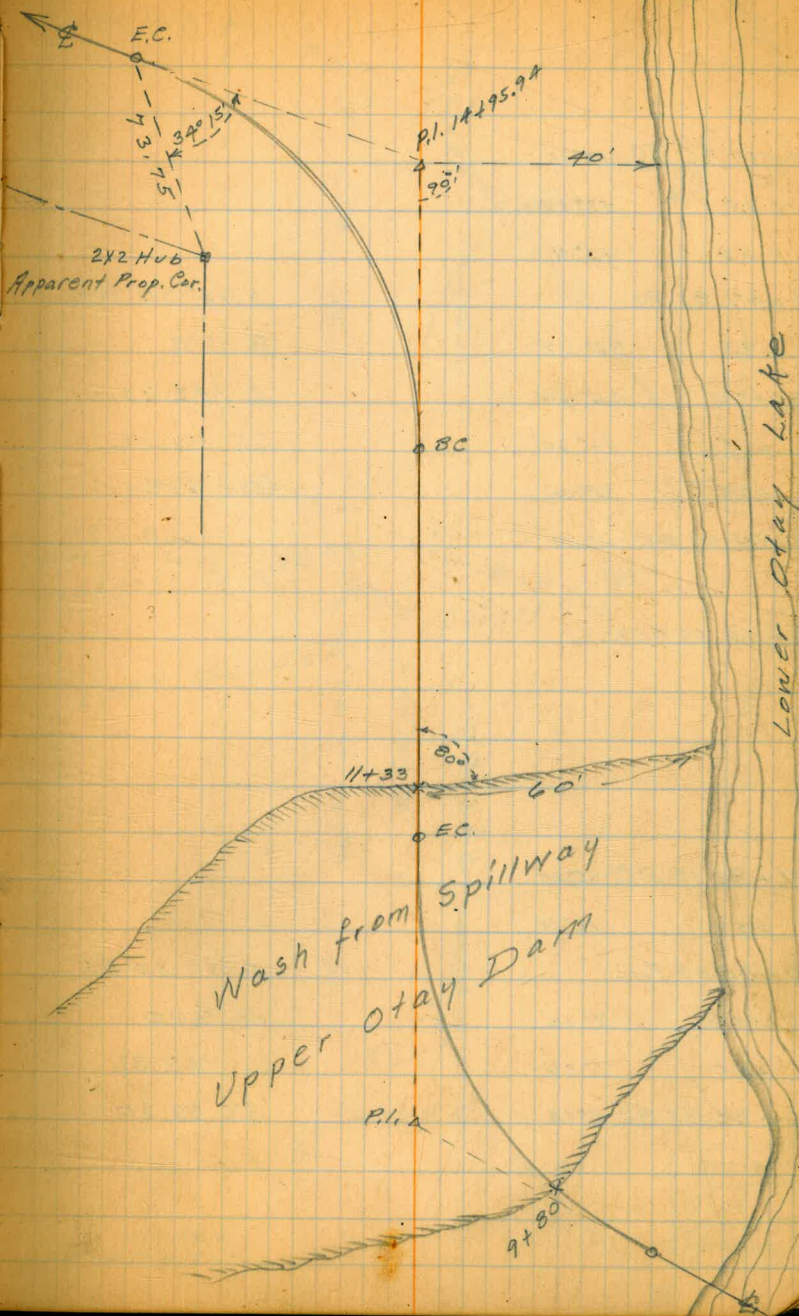 ℄
E.C.
P.I. 14+95.94
34°15'
73.75'
40'
90°
2x2 Hub
Apparent Prop. Cor.
BC
Lower Otay Lake
80°
11+33
60'
E.C.
Wash from Spillway
Upper Otay Dam
P.I.
9+80
℄